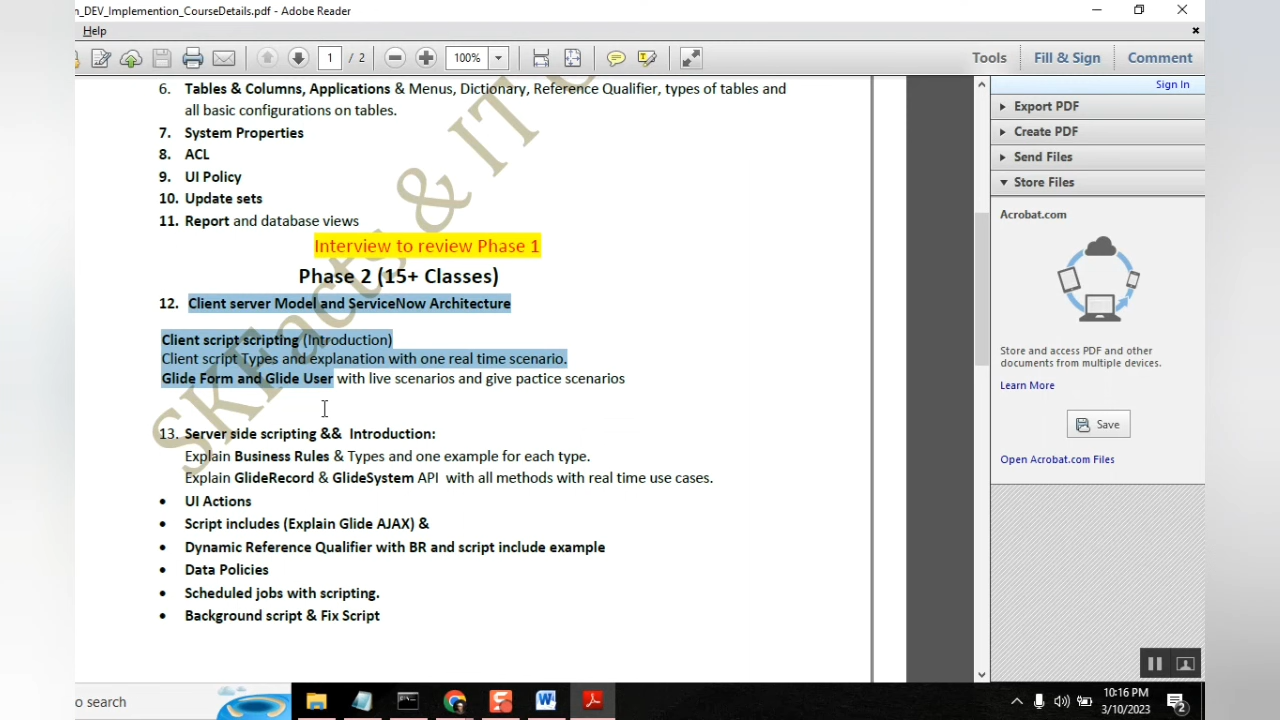 n_DEV_Implemention_CourseDetails.pdf - Adobe Reader
Help
1 / 2
100%
Tools
Fill & Sign
Comment
Sign In
6. Tables & Columns, Applications & Menus, Dictionary, Reference Qualifier, types of tables and
all basic configurations on tables.
7. System Properties
8. ACL
9. UI Policy
10. Update sets
11. Report and database views
Interview to review Phase 1
Phase 2 (15+ Classes)
12. Client server Model and ServiceNow Architecture
Client script scripting (Introduction)
Client script Types and explanation with one real time scenario.
Glide Form and Glide User with live scenarios and give pactice scenarios
13. Server side scripting && Introduction:
Explain Business Rules & Types and one example for each type.
Explain GlideRecord & GlideSystem API with all methods with real time use cases.
• UI Actions
• Script includes (Explain Glide AJAX) &
• Dynamic Reference Qualifier with BR and script include example
• Data Policies
• Scheduled jobs with scripting.
• Background script & Fix Script
SKFacts & IT
Export PDF
Create PDF
Send Files
Store Files
Acrobat.com
Store and access PDF and other
documents from multiple devices.
Learn More
Save
Open Acrobat.com Files
o search
10:16 PM
3/10/2023
2